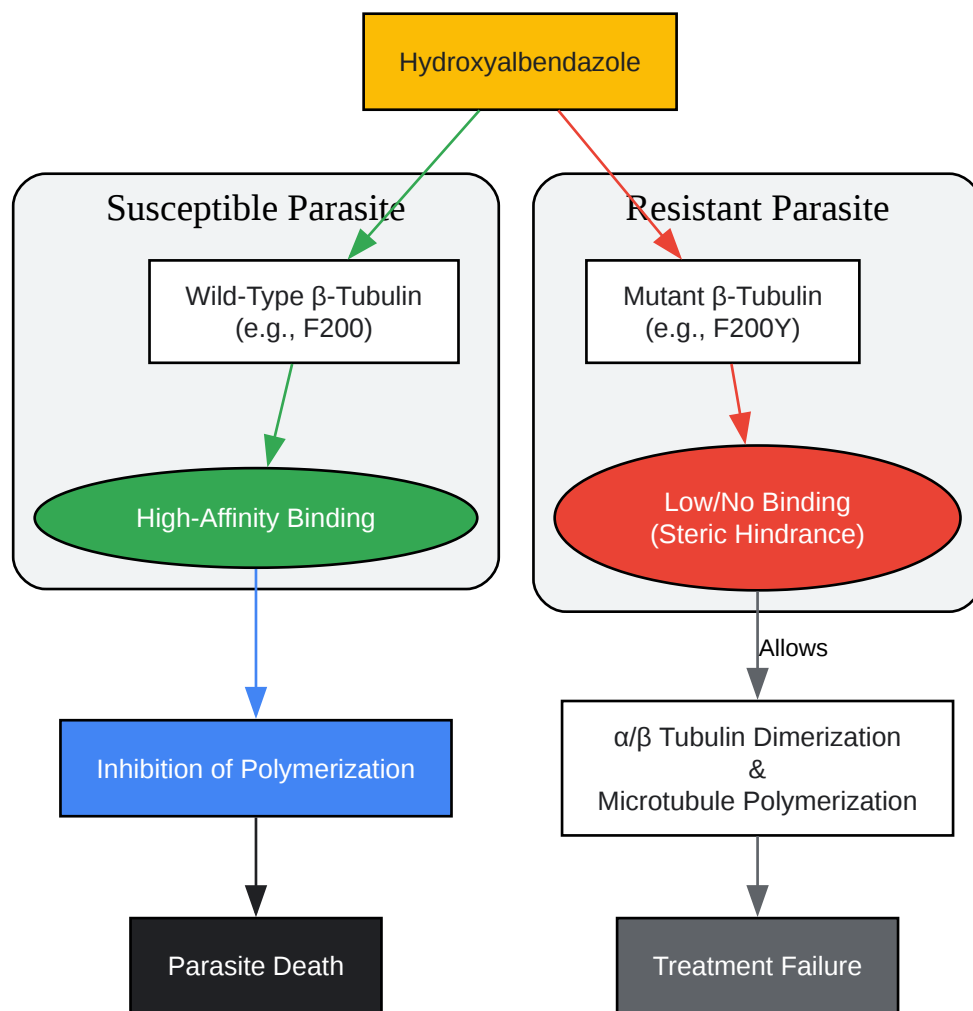 Hydroxyalbendazole
Susceptible Parasite
Wild-Type β-Tubulin
(e.g., F200)
High-Affinity Binding
Inhibition of Polymerization
Parasite Death
Resistant Parasite
Mutant β-Tubulin
(e.g., F200Y)
Low/No Binding
(Steric Hindrance)
Allows
α/β Tubulin Dimerization
&
Microtubule Polymerization
Treatment Failure